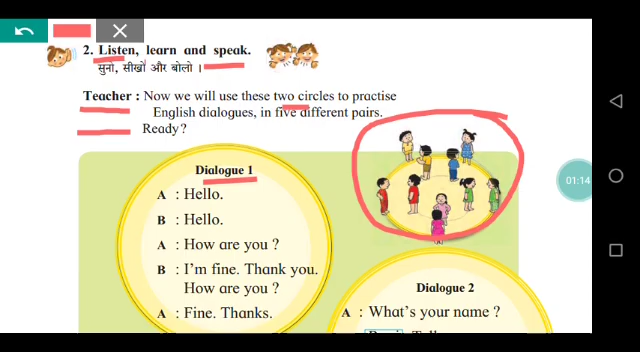 2. Listen, learn and speak.
सुनो, सीखो और बोलो ।
Teacher : Now we will use these two circles to practise
English dialogues, in five different pairs.
Ready?
Dialogue 1
A : Hello.
B : Hello.
A : How are you ?
B : I'm fine. Thank you.
How are you ?
A : Fine. Thanks.
Dialogue 2
A : What's your name ?
01:14